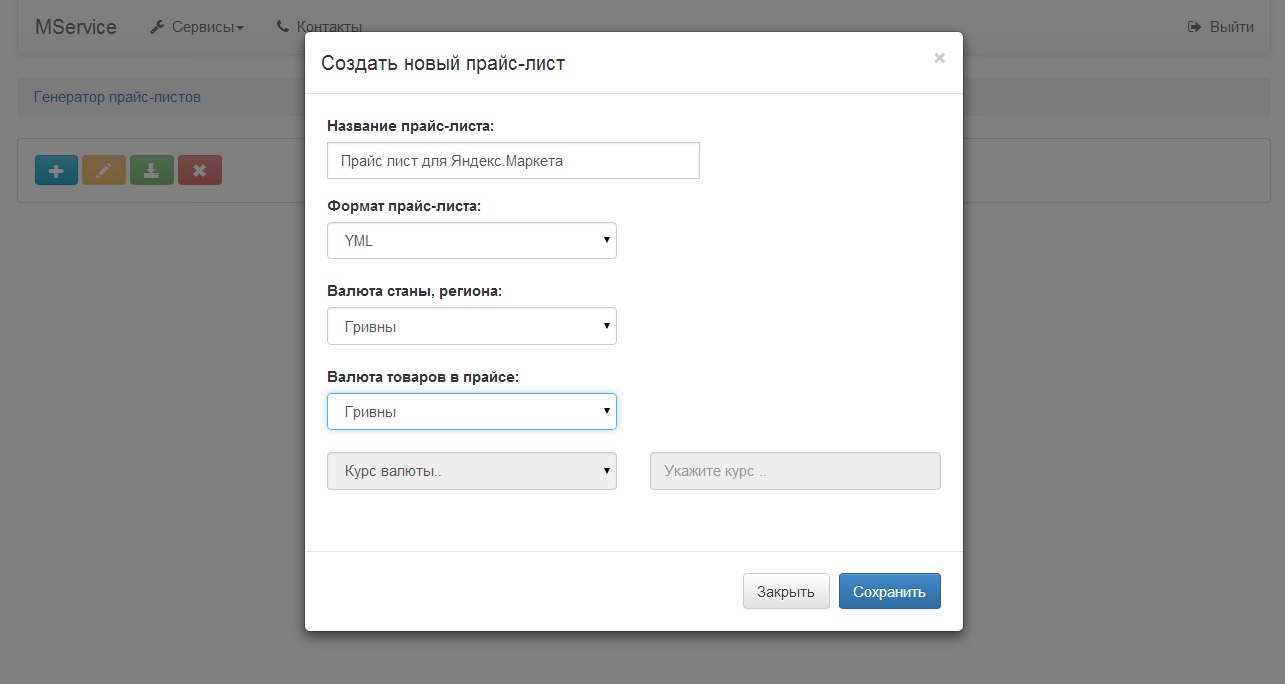 MService Сервисы Контакты Выйти
Генератор прайс-листов
Создать новый прайс-лист ×
Название прайс-листа:
Прайс лист для Яндекс.Маркета
Формат прайс-листа:
YML
Валюта станы, региона:
Гривны
Валюта товаров в прайсе:
Гривны
Курс валюты.. Укажите курс ..
Закрыть Сохранить